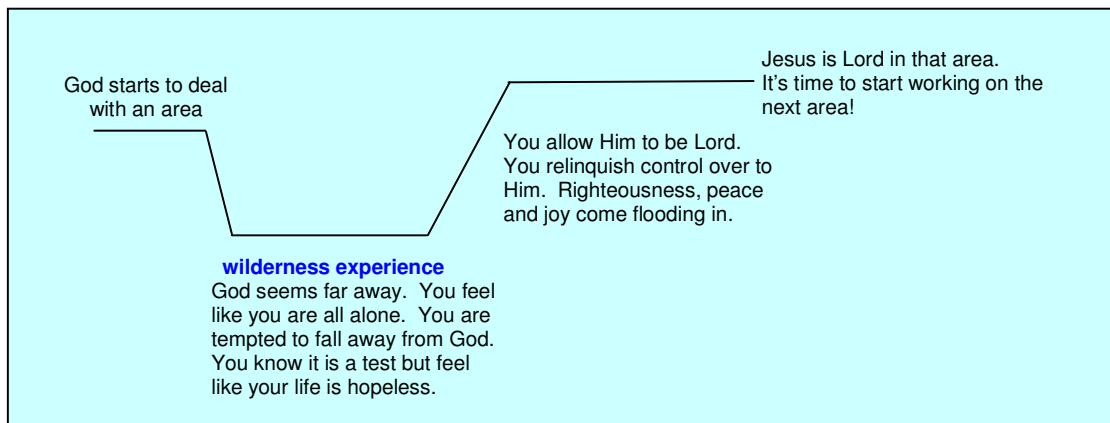 God starts to deal
with an area
wilderness experience
God seems far away.  You feel
like you are all alone.  You are
tempted to fall away from God.
You know it is a test but feel
like your life is hopeless.
You allow Him to be Lord.
You relinquish control over to
Him.  Righteousness, peace
and joy come flooding in.
Jesus is Lord in that area.
It's time to start working on the
next area!